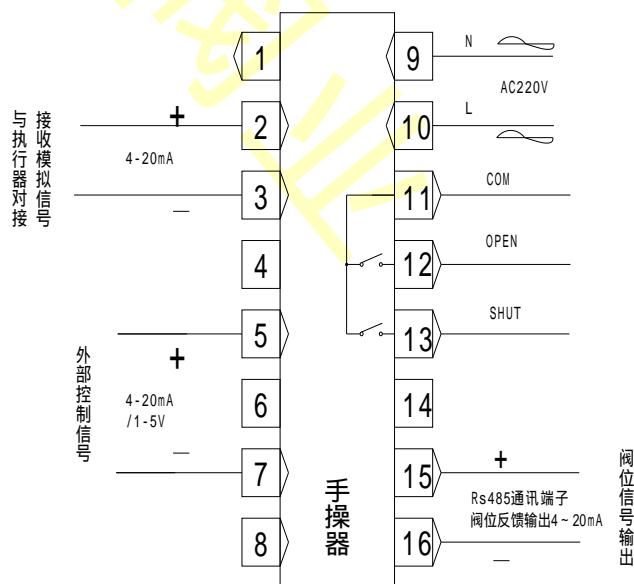 阀业
1
9
N
AC220V
与执行器对接
接收模拟信号
+
2
10
L
4-20mA
3
—
11
COM
4
12
OPEN
5
13
SHUT
外部控制信号
+
4-20mA
/1-5V
6
14
—
7
15
+
手操器
Rs485通讯端子
阀位反馈输出4~20mA
阀位信号输出
8
16
—